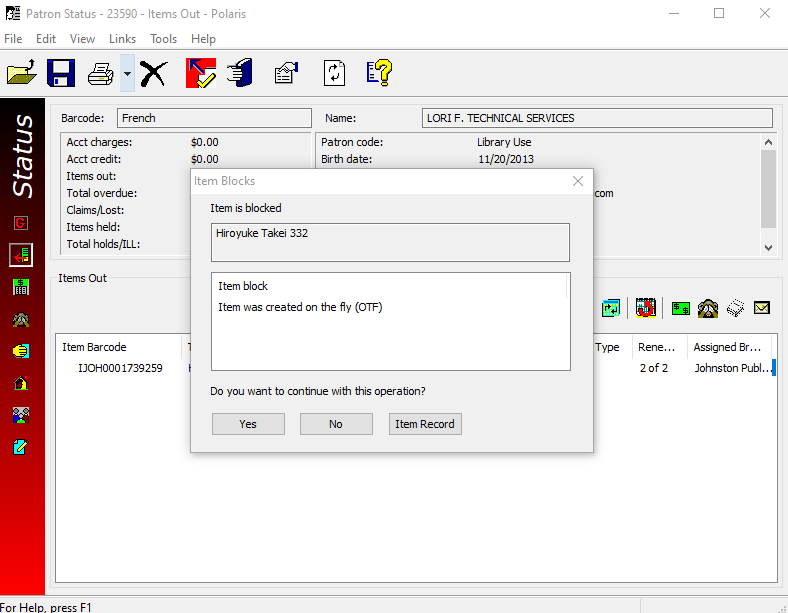 Patron Status - 23590 - Items Out - Polaris
File Edit View Links Tools Help
Status
Barcode: French Name: LORI F. TECHNICAL SERVICES
Acct charges: $0.00 Patron code: Library Use
Acct credit: $0.00 Birth date: 11/20/2013
Items out:
Total overdue: com
Claims/Lost:
Items held:
Total holds/ILL:
Item Blocks
Item is blocked
Hiroyuke Takei 332
Item block
Item was created on the fly (OTF)
Do you want to continue with this operation?
Yes No Item Record
Items Out
Item Barcode Type Rene... Assigned Br...
IJOH0001739259 2 of 2 Johnston Publ...
For Help, press F1